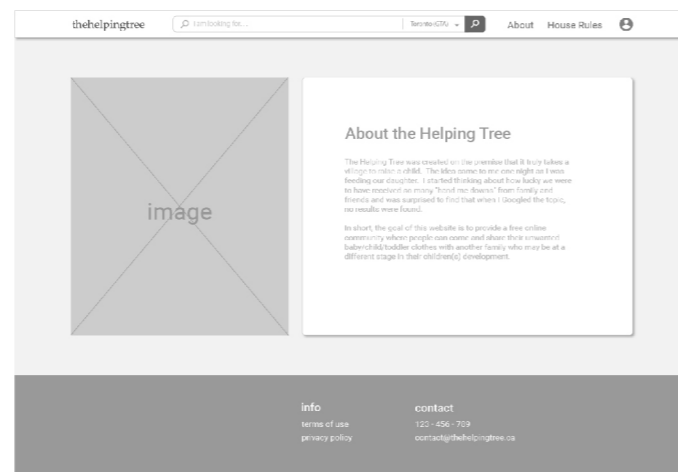 thehelpingtree
I am looking for...
Toronto (GTA)
About
House Rules
image
About the Helping Tree
The Helping Tree was created on the premise that it truly takes a
village to raise a child. The idea came to me one night as I was
feeding our daughter. I started thinking about how lucky we were
to have received so many "hand me downs" from family and
friends and was surprised to find that when I Googled the topic,
no results were found.
In short, the goal of this website is to provide a free online
community where people can come and share their unwanted
baby/child/toddler clothes with another family who may be at a
different stage in their children[s] development.
info
terms of use
privacy policy
contact
123 - 456 - 789
contact@thehelpingtree.ca